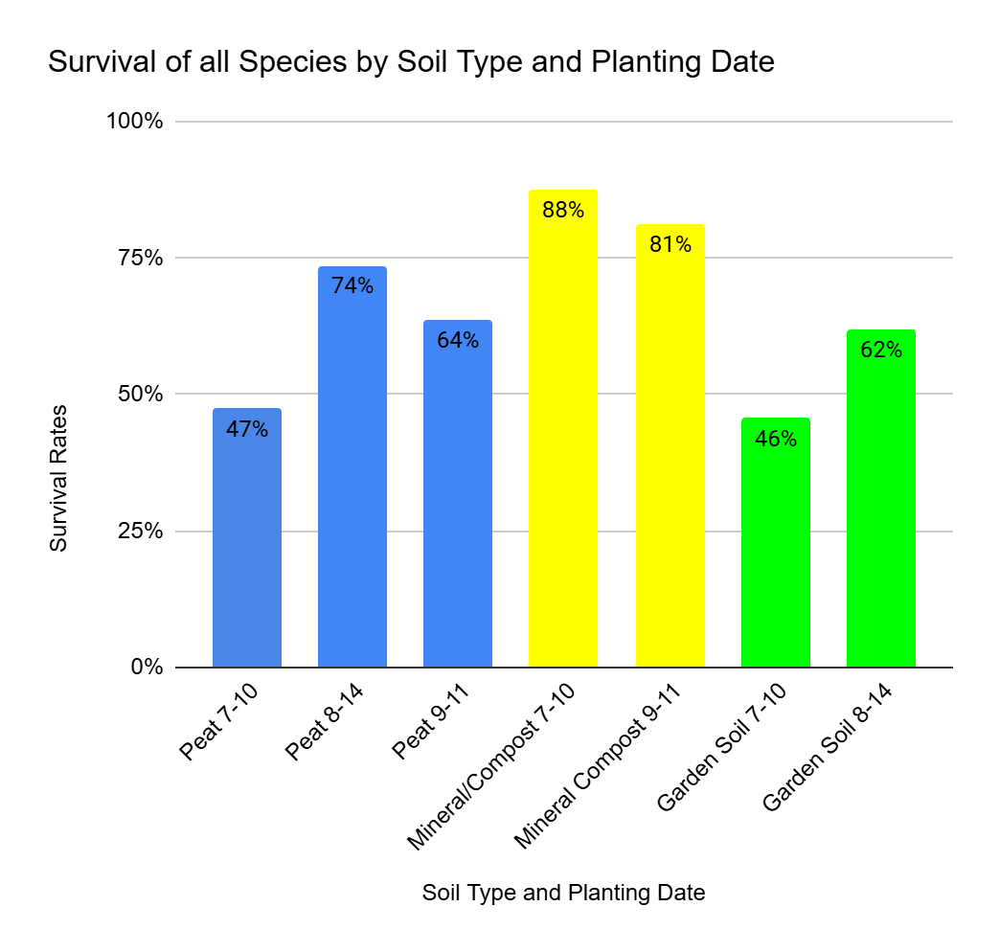 Survival of all Species by Soil Type and Planting Date
100%
75%
50%
25%
0%
Survival Rates
47%
74%
64%
88%
81%
46%
62%
Peat 7-10
Peat 8-14
Peat 9-11
Mineral/Compost 7-10
Mineral Compost 9-11
Garden Soil 7-10
Garden Soil 8-14
Soil Type and Planting Date